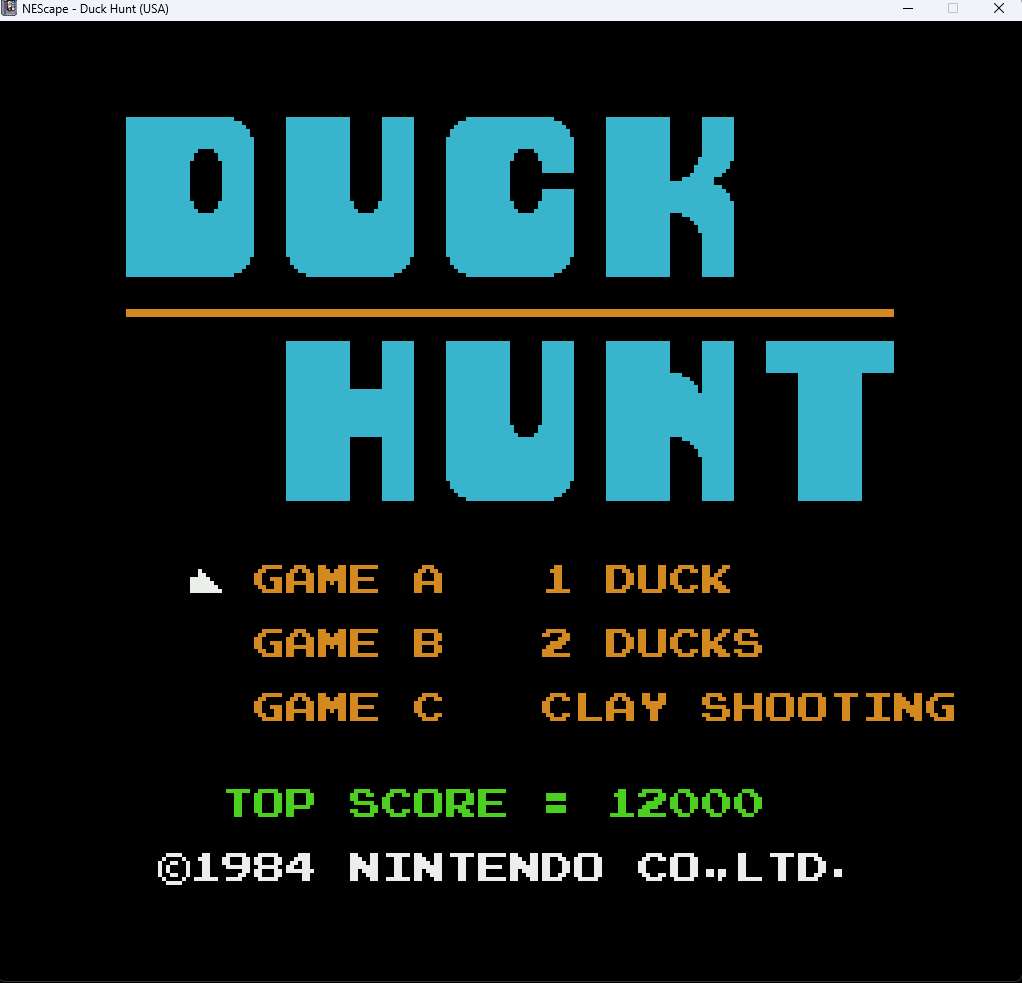 NEScape - Duck Hunt (USA)
DUCK
HUNT
GAME A 1 DUCK
GAME B 2 DUCKS
GAME C CLAY SHOOTING
TOP SCORE = 12000
©1984 NINTENDO CO.,LTD.